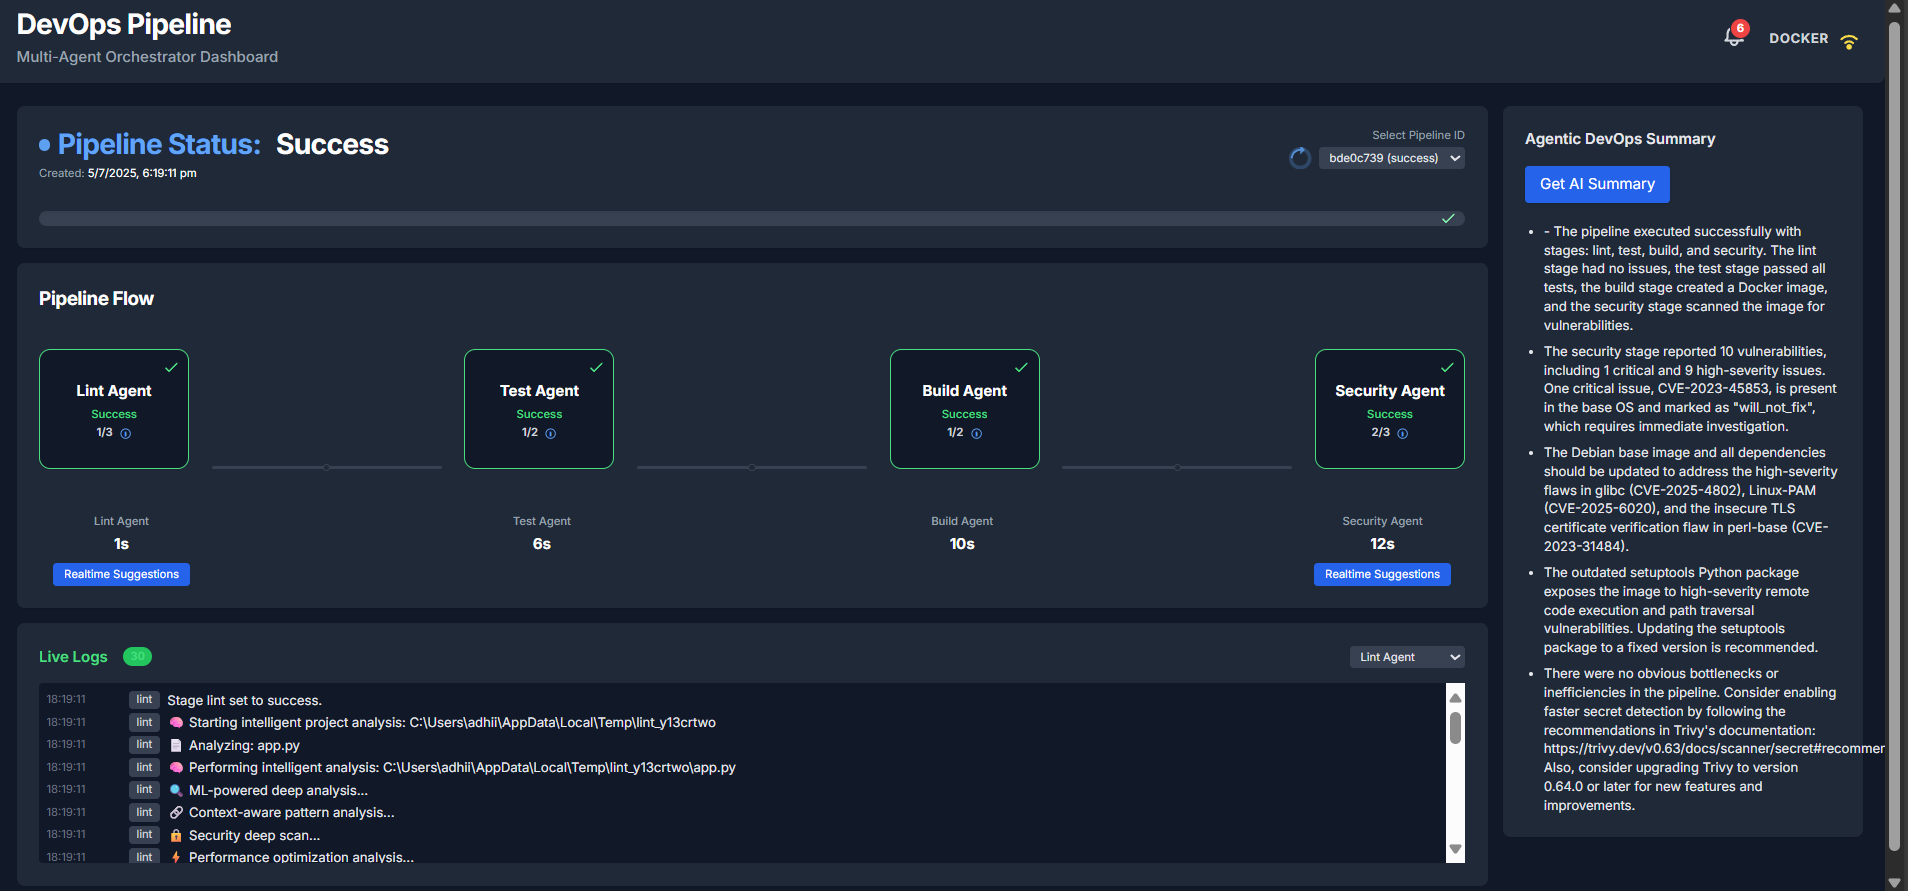 DevOps Pipeline
Multi-Agent Orchestrator Dashboard
6
DOCKER
Pipeline Status: Success
Created: 5/7/2025, 6:19:11 pm
Select Pipeline ID
bde0c739 (success)
Pipeline Flow
Lint Agent
Success
1/3
Test Agent
Success
1/2
Build Agent
Success
1/2
Security Agent
Success
2/3
Lint Agent
1s
Realtime Suggestions
Test Agent
6s
Build Agent
10s
Security Agent
12s
Realtime Suggestions
Live Logs 30
Lint Agent
18:19:11 lint Stage lint set to success.
18:19:11 lint 🧠 Starting intelligent project analysis: C:\Users\adhii\AppData\Local\Temp\lint_y13crtwo
18:19:11 lint 📄 Analyzing: app.py
18:19:11 lint 🧠 Performing intelligent analysis: C:\Users\adhii\AppData\Local\Temp\lint_y13crtwo\app.py
18:19:11 lint 🔍 ML-powered deep analysis...
18:19:11 lint 🔗 Context-aware pattern analysis...
18:19:11 lint 🔒 Security deep scan...
18:19:11 lint ⚡ Performance optimization analysis...
Agentic DevOps Summary
Get AI Summary
• - The pipeline executed successfully with
stages: lint, test, build, and security. The lint
stage had no issues, the test stage passed all
tests, the build stage created a Docker image,
and the security stage scanned the image for
vulnerabilities.
• The security stage reported 10 vulnerabilities,
including 1 critical and 9 high-severity issues.
One critical issue, CVE-2023-45853, is present
in the base OS and marked as "will_not_fix",
which requires immediate investigation.
• The Debian base image and all dependencies
should be updated to address the high-severity
flaws in glibc (CVE-2025-4802), Linux-PAM
(CVE-2025-6020), and the insecure TLS
certificate verification flaw in perl-base (CVE-
2023-31484).
• The outdated setuptools Python package
exposes the image to high-severity remote
code execution and path traversal
vulnerabilities. Updating the setuptools
package to a fixed version is recommended.
• There were no obvious bottlenecks or
inefficiencies in the pipeline. Consider enabling
faster secret detection by following the
recommendations in Trivy's documentation:
https://trivy.dev/v0.63/docs/scanner/secret#recommer
Also, consider upgrading Trivy to version
0.64.0 or later for new features and
improvements.